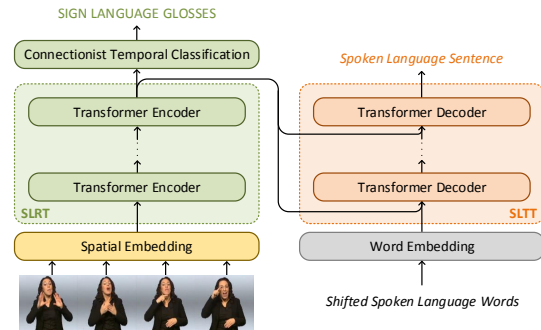 SIGN LANGUAGE GLOSSES
Connectionist Temporal Classification
Transformer Encoder
Transformer Encoder
SLRT
Spatial Embedding
Spoken Language Sentence
Transformer Decoder
Transformer Decoder
SLTT
Word Embedding
Shifted Spoken Language Words